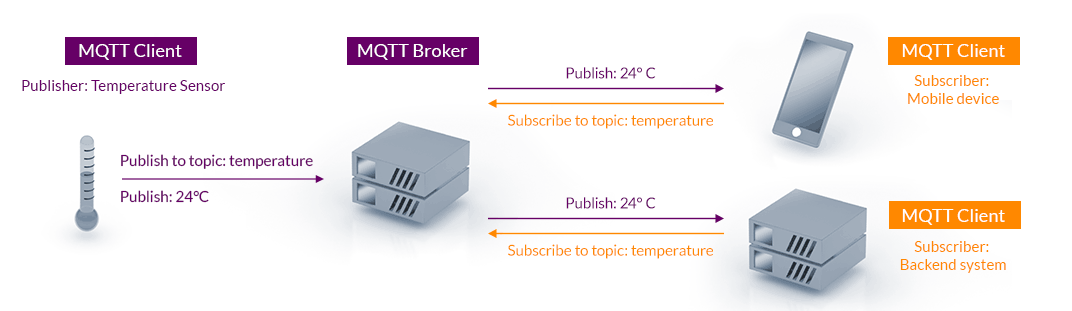 MQTT Client
Publisher: Temperature Sensor
Publish to topic: temperature
Publish: 24°C
MQTT Broker
Publish: 24° C
Subscribe to topic: temperature
MQTT Client
Subscriber:
Mobile device
Publish: 24° C
Subscribe to topic: temperature
MQTT Client
Subscriber:
Backend system